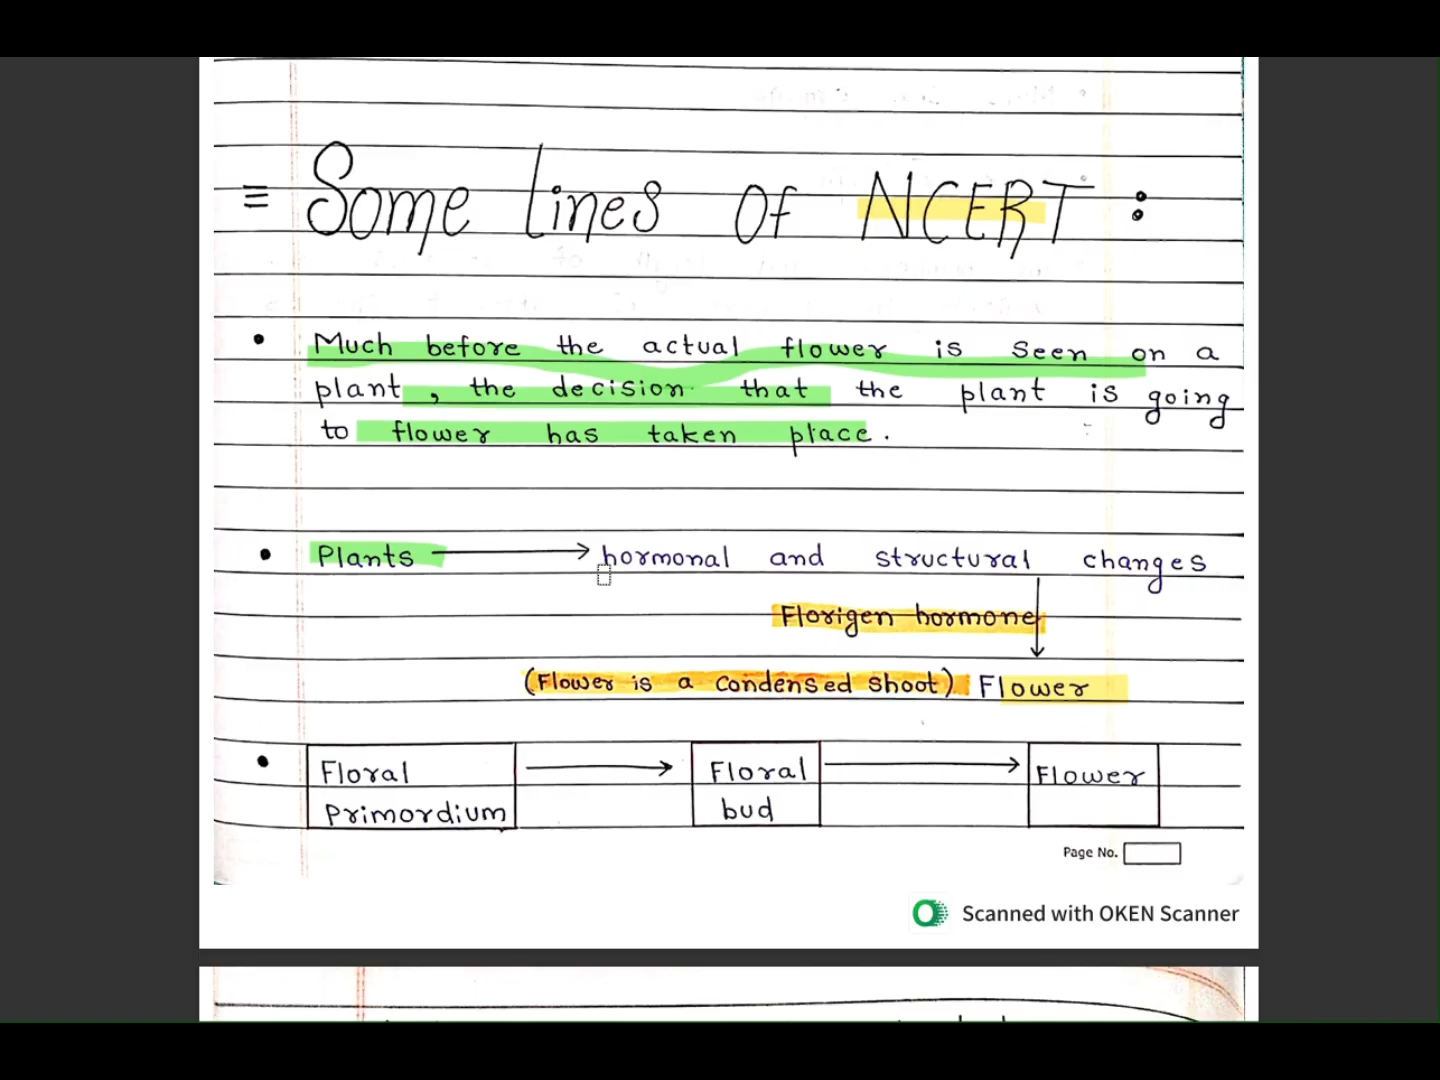 ≡ Some Lines Of NCERT :
• Much before the actual flower is seen on a
plant, the decision that the plant is going
to flower has taken place.
• Plants → hormonal and structural changes
Florigen hormone ↓
(Flower is a condensed shoot) Flower
• Floral Primordium → Floral bud → Flower
Page No.
Scanned with OKEN Scanner